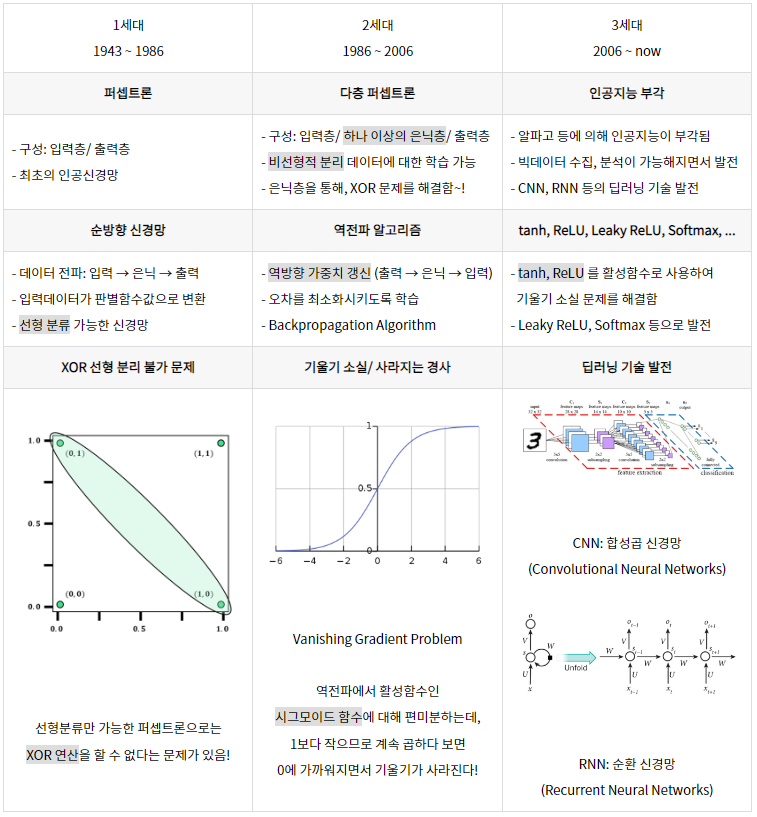 1세대
1943 ~ 1986
2세대
1986 ~ 2006
3세대
2006 ~ now
퍼셉트론
다층 퍼셉트론
인공지능 부각
- 구성: 입력층/ 출력층
- 최초의 인공신경망
- 구성: 입력층/ 하나 이상의 은닉층/ 출력층
- 비선형적 분리 데이터에 대한 학습 가능
- 은닉층을 통해, XOR 문제를 해결함~!
- 알파고 등에 의해 인공지능이 부각됨
- 빅데이터 수집, 분석이 가능해지면서 발전
- CNN, RNN 등의 딥러닝 기술 발전
순방향 신경망
역전파 알고리즘
tanh, ReLU, Leaky ReLU, Softmax, ...
- 데이터 전파: 입력 → 은닉 → 출력
- 입력데이터가 판별함수값으로 변환
- 선형 분류 가능한 신경망
- 역방향 가중치 갱신 (출력 → 은닉 → 입력)
- 오차를 최소화시키도록 학습
- Backpropagation Algorithm
- tanh, ReLU 를 활성함수로 사용하여
기울기 소실 문제를 해결함
- Leaky ReLU, Softmax 등으로 발전
XOR 선형 분리 불가 문제
기울기 소실/ 사라지는 경사
딥러닝 기술 발전
1.0
(0, 1)
(1, 1)
0.5
(0, 0)
(1, 0)
0.0
0.0 0.5 1.0
선형분류만 가능한 퍼셉트론으로는
XOR 연산을 할 수 없다는 문제가 있음!
1
0.5
0
−6 −4 −2 0 2 4 6
Vanishing Gradient Problem
역전파에서 활성함수인
시그모이드 함수에 대해 편미분하는데,
1보다 작으므로 계속 곱하다 보면
0에 가까워지면서 기울기가 사라진다!
input
feature maps feature maps feature maps feature maps
output
3
convolution subsampling convolution subsampling
fully connected
feature extraction
classification
CNN: 합성곱 신경망
(Convolutional Neural Networks)
o
V
s
W
U
x
Unfold
o t-1 o t o t+1
V V V
W s t-1 W s t W s t+1 W
U U U
x t-1 x t x t+1
RNN: 순환 신경망
(Recurrent Neural Networks)